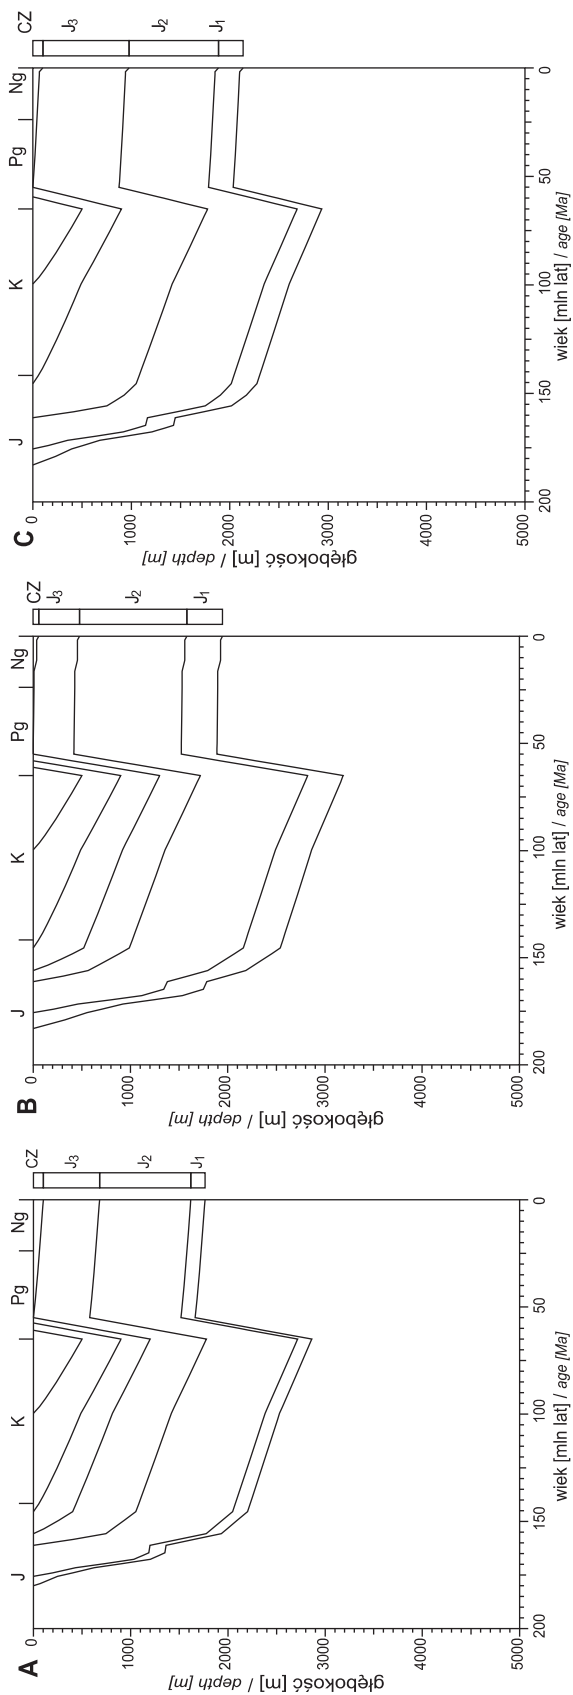 A
J K Pg Ng
CZ
J3
J2
J1
głębokość [m] / depth [m]
0
1000
2000
3000
4000
5000
200 150 100 50 0
wiek [mln lat] / age [Ma]
B
J K Pg Ng
CZ
J3
J2
J1
głębokość [m] / depth [m]
0
1000
2000
3000
4000
5000
200 150 100 50 0
wiek [mln lat] / age [Ma]
C
J K Pg Ng
CZ
J3
J2
J1
głębokość [m] / depth [m]
0
1000
2000
3000
4000
5000
200 150 100 50 0
wiek [mln lat] / age [Ma]